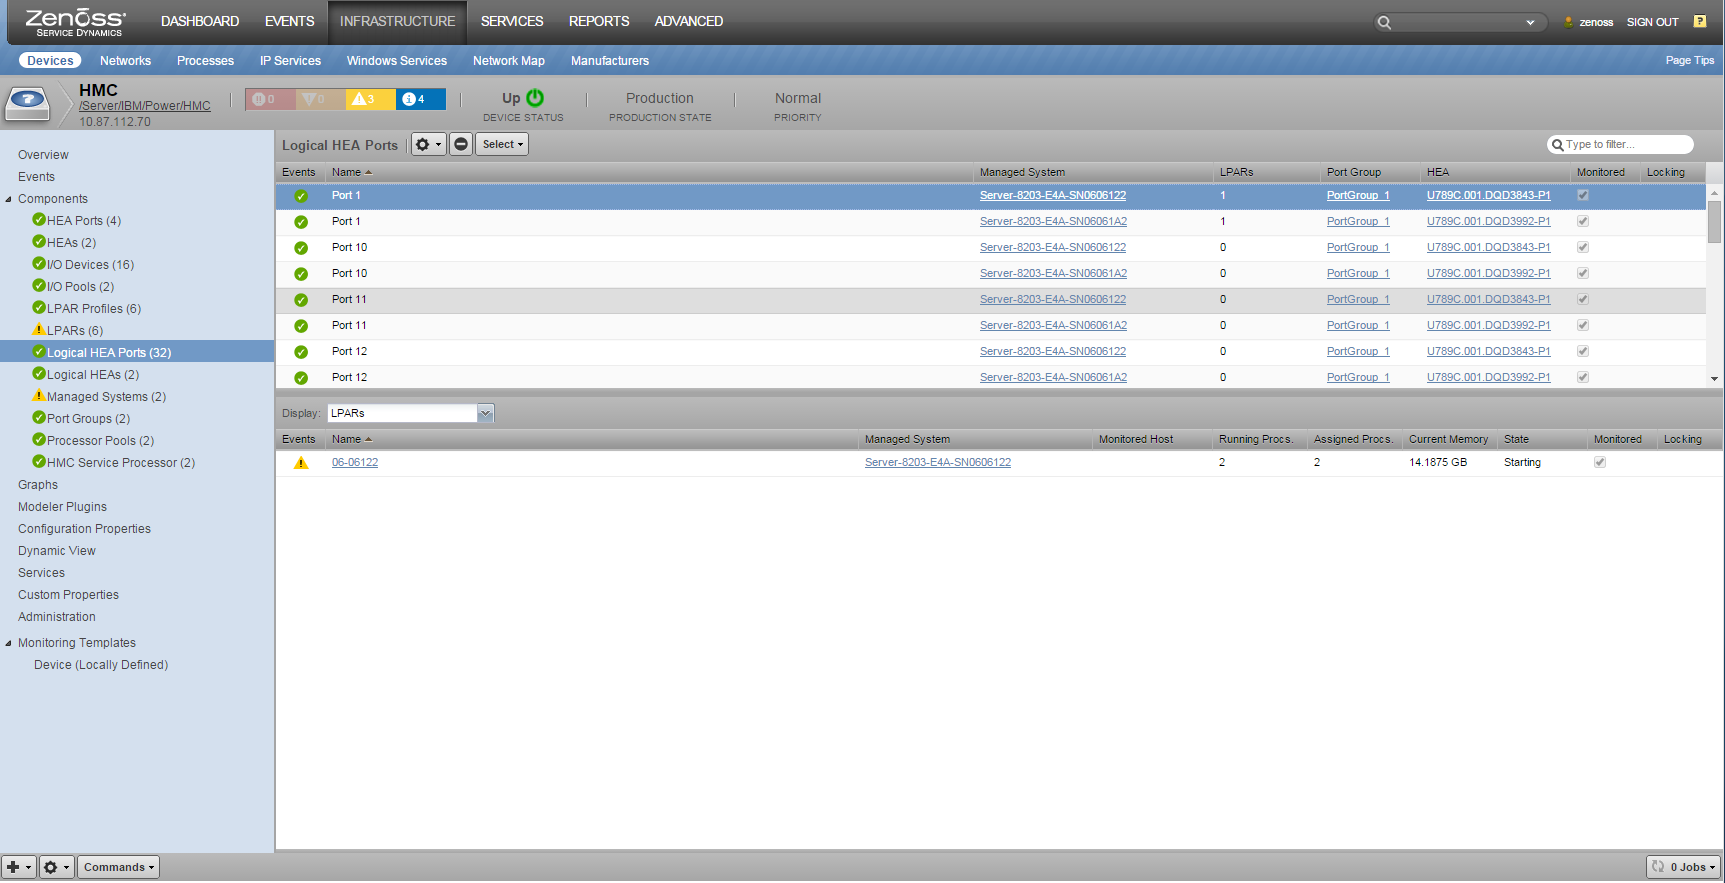 Zenoss DASHBOARD EVENTS INFRASTRUCTURE SERVICES REPORTS ADVANCED zenoss SIGN OUT ?
SERVICE DYNAMICS
Devices Networks Processes IP Services Windows Services Network Map Manufacturers Page Tips
HMC
/Server/IBM/Power/HMC
10.87.112.70
0 0 3 4
Up Production Normal
DEVICE STATUS PRODUCTION STATE PRIORITY
Overview
Events
Components
HEA Ports (4)
HEAs (2)
I/O Devices (16)
I/O Pools (2)
LPAR Profiles (6)
LPARs (6)
Logical HEA Ports (32)
Logical HEAs (2)
Managed Systems (2)
Port Groups (2)
Processor Pools (2)
HMC Service Processor (2)
Graphs
Modeler Plugins
Configuration Properties
Dynamic View
Services
Custom Properties
Administration
Monitoring Templates
Device (Locally Defined)
Logical HEA Ports Select Type to filter...
Events Name Managed System LPARs Port Group HEA Monitored Locking
Port 1 Server-8203-E4A-SN0606122 1 PortGroup_1 U789C.001.DQD3843-P1
Port 1 Server-8203-E4A-SN06061A2 1 PortGroup_1 U789C.001.DQD3992-P1
Port 10 Server-8203-E4A-SN0606122 0 PortGroup_1 U789C.001.DQD3843-P1
Port 10 Server-8203-E4A-SN06061A2 0 PortGroup_1 U789C.001.DQD3992-P1
Port 11 Server-8203-E4A-SN0606122 0 PortGroup_1 U789C.001.DQD3843-P1
Port 11 Server-8203-E4A-SN06061A2 0 PortGroup_1 U789C.001.DQD3992-P1
Port 12 Server-8203-E4A-SN0606122 0 PortGroup_1 U789C.001.DQD3843-P1
Port 12 Server-8203-E4A-SN06061A2 0 PortGroup_1 U789C.001.DQD3992-P1
Display: LPARs
Events Name Managed System Monitored Host Running Procs. Assigned Procs. Current Memory State Monitored Locking
06-06122 Server-8203-E4A-SN0606122 2 2 14.1875 GB Starting
Commands 0 Jobs